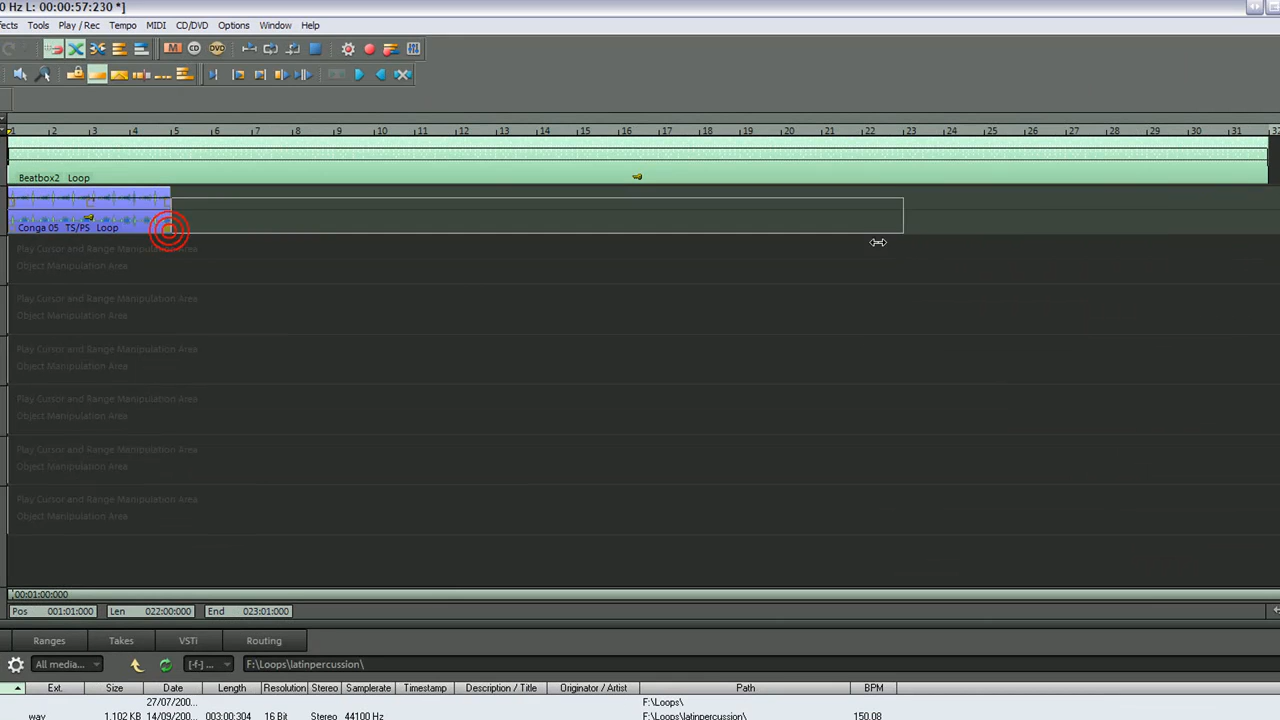 0 Hz L: 00:00:57:230 *]
fects Tools Play / Rec Tempo MIDI CD/DVD Options Window Help
M CD DVD
1 2 3 4 5 6 7 8 9 10 11 12 13 14 15 16 17 18 19 20 21 22 23 24 25 26 27 28 29 30 31 32
Beatbox2 Loop
Conga 05 TS/PS Loop
Play Cursor and Range Manipulation Area
Object Manipulation Area
Play Cursor and Range Manipulation Area
Object Manipulation Area
Play Cursor and Range Manipulation Area
Object Manipulation Area
Play Cursor and Range Manipulation Area
Object Manipulation Area
Play Cursor and Range Manipulation Area
Object Manipulation Area
Play Cursor and Range Manipulation Area
Object Manipulation Area
00:01:00:000
Pos 001:01:000 Len 022:00:000 End 023:01:000
Ranges Takes VSTi Routing
All media... [-f-] ... F:\Loops\latinpercussion\
Ext. Size Date Length Resolution Stereo Samplerate Timestamp Description / Title Originator / Artist Path BPM
27/07/200... F:\Loops\
wav 1.102 KB 14/09/200... 003:00:304 16 Bit Stereo 44100 Hz F:\Loops\latinpercussion\ 150.08